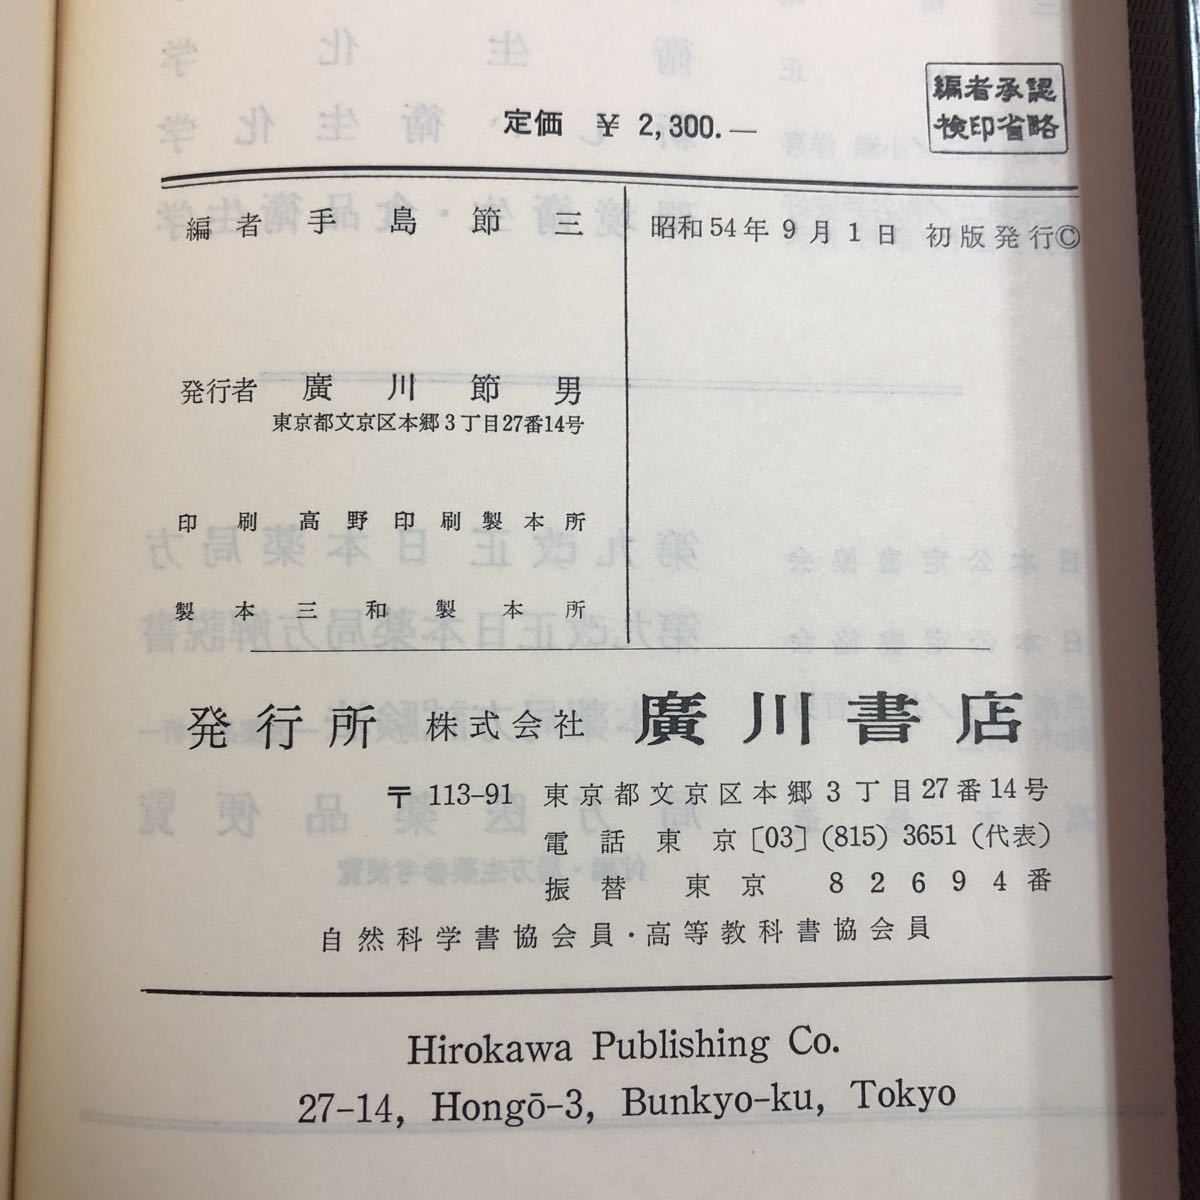 編者承認
検印省略
定価 ¥ 2,300.—
編者 手島節三
昭和54年9月1日 初版発行©
発行者 廣川節男
東京都文京区本郷3丁目27番14号
印刷 高野印刷製本所
製本 三和製本所
発行所 株式会社 廣川書店
〒 113-91 東京都文京区本郷3丁目27番14号
電話 東京 [03] (815) 3651 (代表)
振替 東京 82694番
自然科学書協会員・高等教科書協会員
Hirokawa Publishing Co.
27-14, Hongō-3, Bunkyo-ku, Tokyo